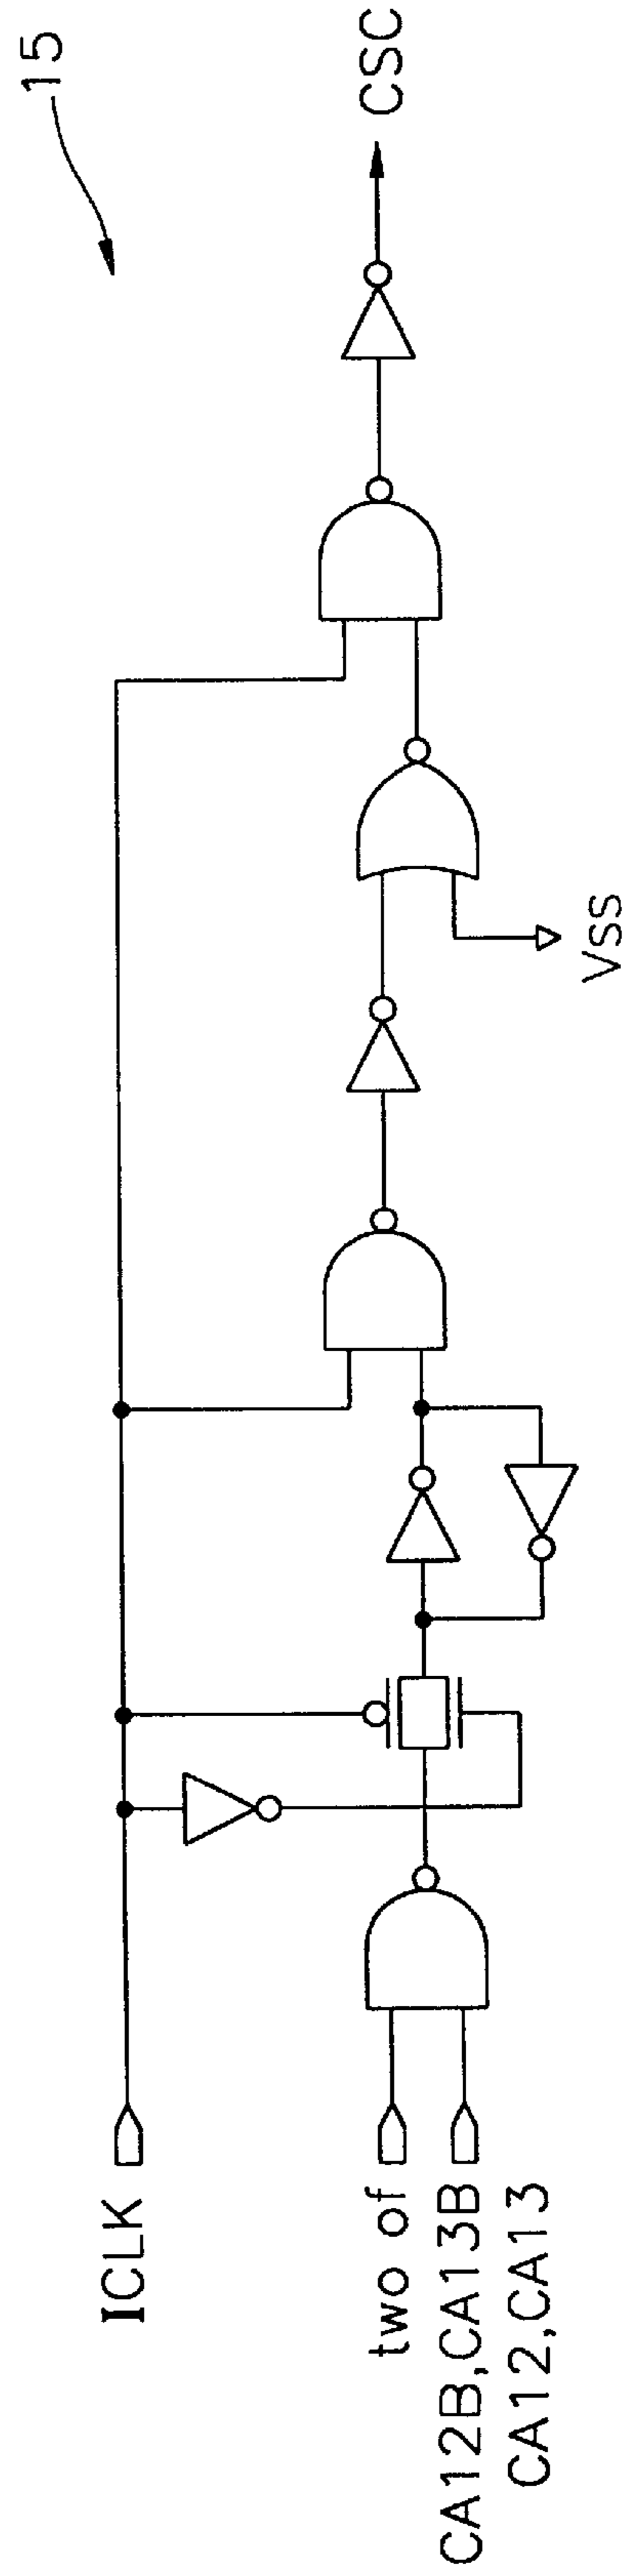 15
ICLK
two of
CA12B,CA13B
CA12,CA13
Vss
CSC